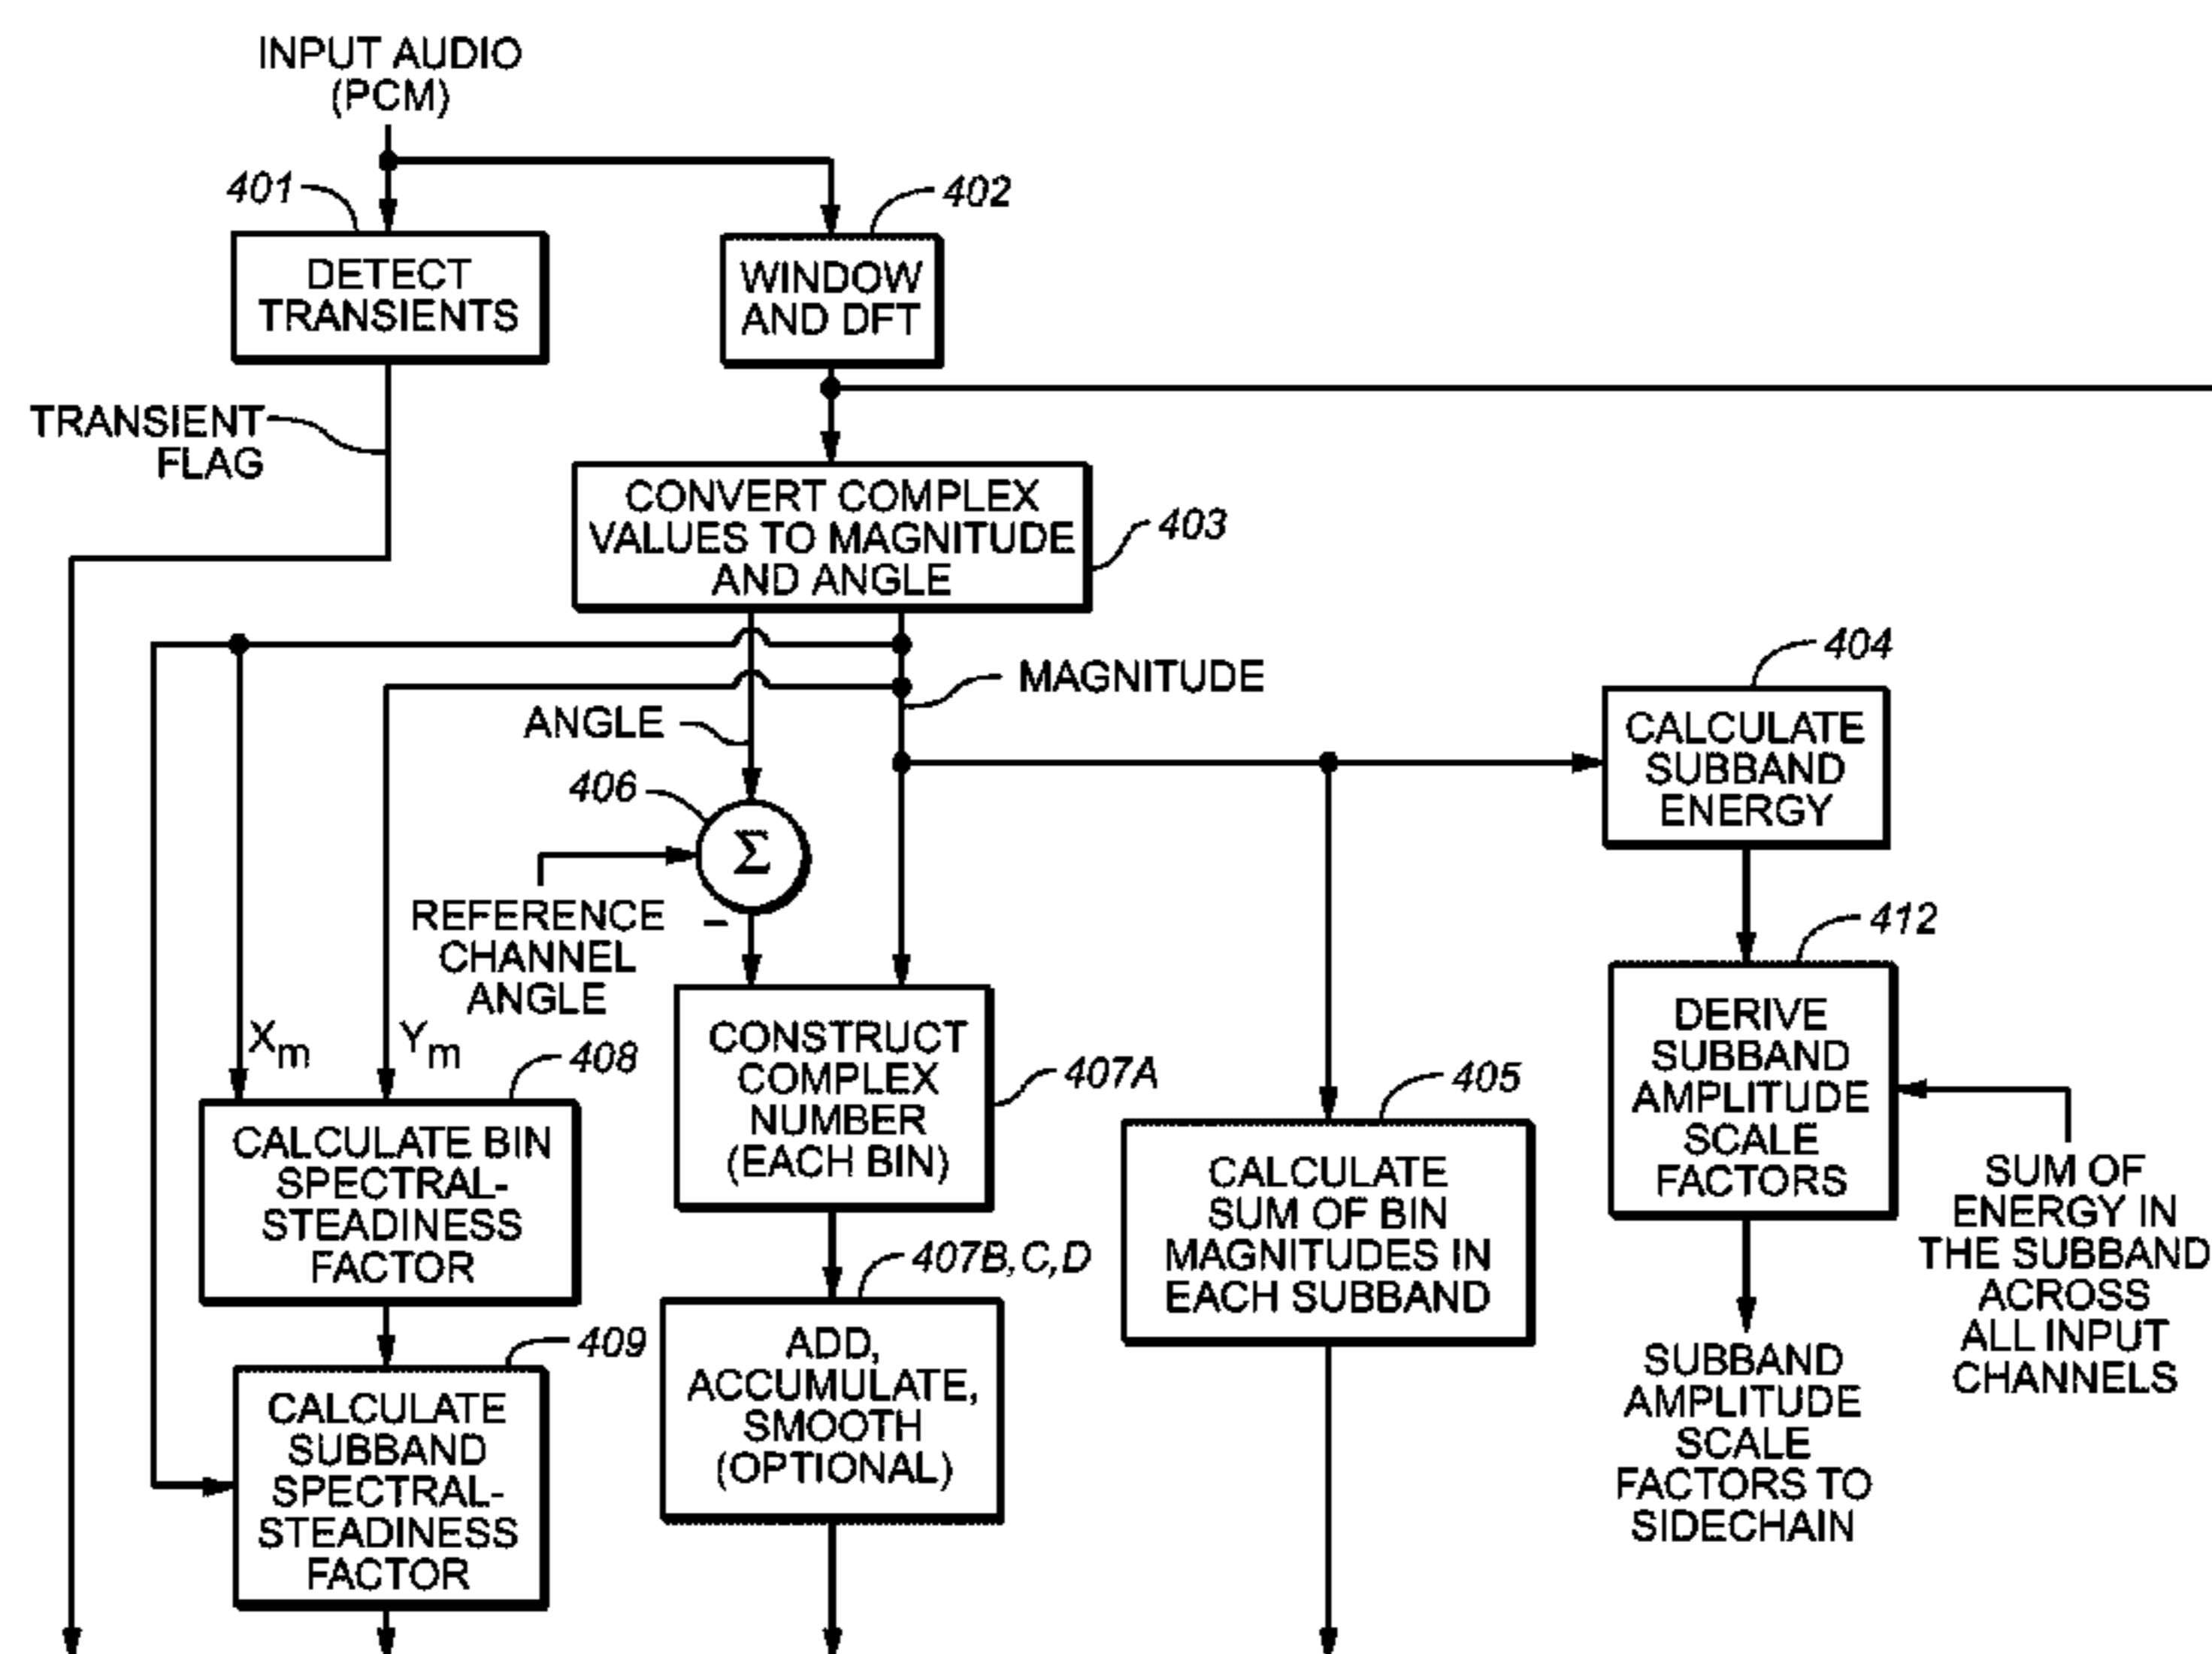 INPUT AUDIO
(PCM)
401
402
DETECT
TRANSIENTS
WINDOW
AND DFT
TRANSIENT
FLAG
CONVERT COMPLEX
VALUES TO MAGNITUDE
AND ANGLE
403
404
MAGNITUDE
ANGLE
CALCULATE
SUBBAND
ENERGY
406
Σ
REFERENCE
CHANNEL
ANGLE
–
412
DERIVE
SUBBAND
AMPLITUDE
SCALE
FACTORS
Xm
Ym
408
CONSTRUCT
COMPLEX
NUMBER
(EACH BIN)
407A
405
CALCULATE BIN
SPECTRAL-
STEADINESS
FACTOR
CALCULATE
SUM OF BIN
MAGNITUDES IN
EACH SUBBAND
SUM OF
ENERGY IN
THE SUBBAND
ACROSS
ALL INPUT
CHANNELS
407B,C,D
409
ADD,
ACCUMULATE,
SMOOTH
(OPTIONAL)
CALCULATE
SUBBAND
SPECTRAL-
STEADINESS
FACTOR
SUBBAND
AMPLITUDE
SCALE
FACTORS TO
SIDECHAIN